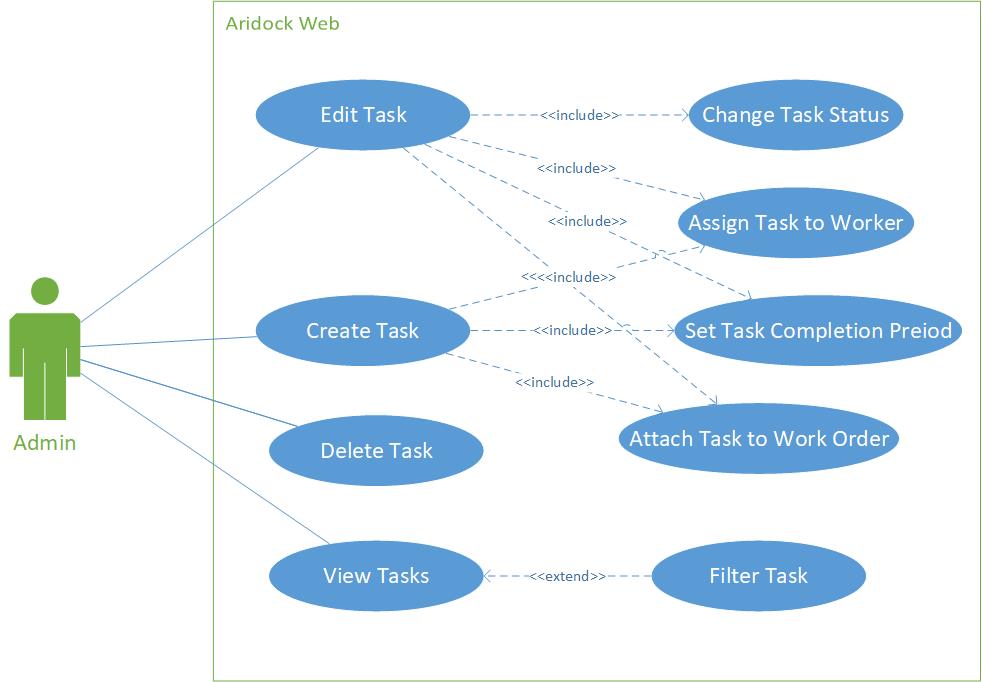 Aridock Web
Edit Task
<<include>>
Change Task Status
<<include>>
Assign Task to Worker
<<include>>
<<<<include>>
Create Task
<<include>>
Set Task Completion Preiod
<<include>>
Attach Task to Work Order
Admin
Delete Task
View Tasks
<<extend>>
Filter Task